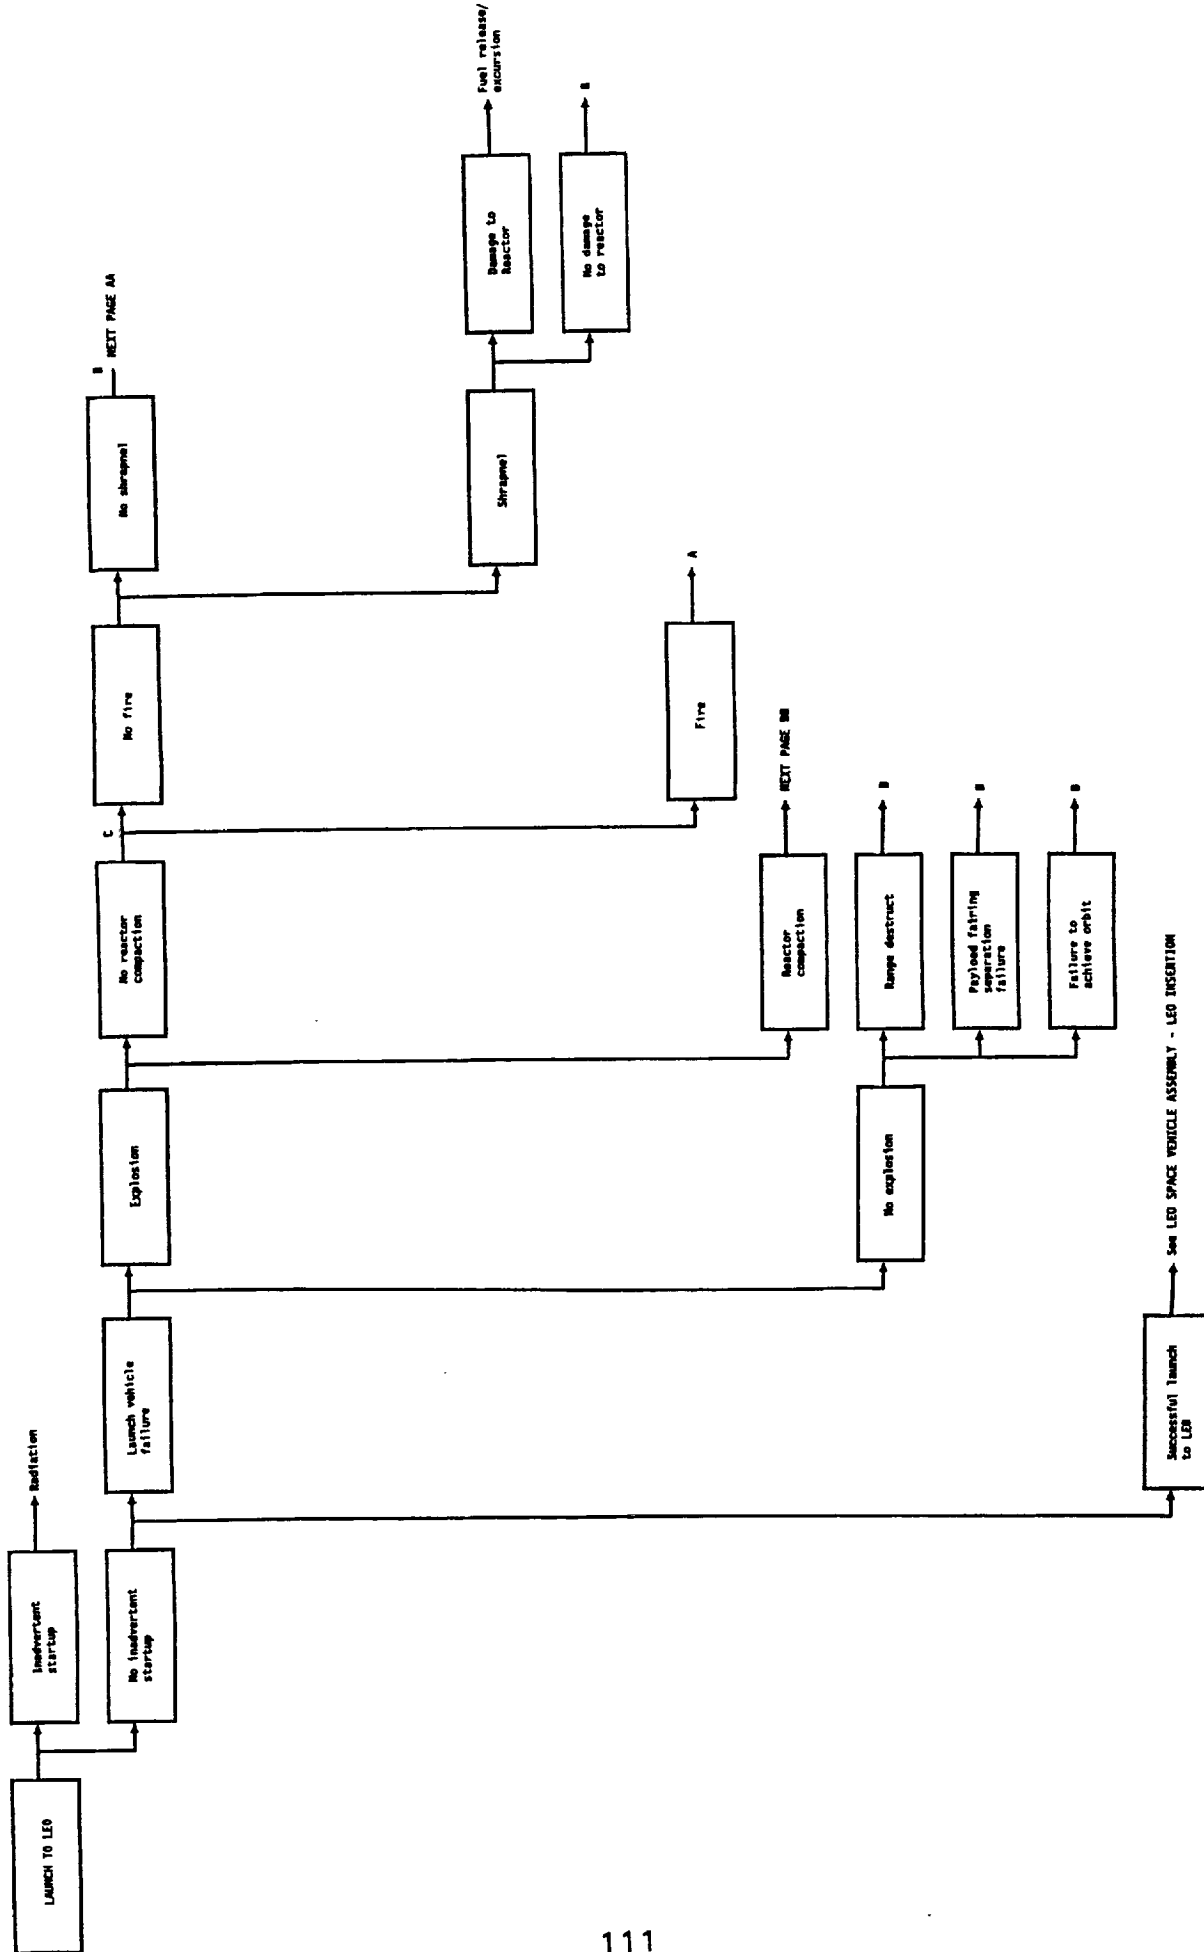 LAUNCH TO LEO
Inadvertent
startup
Radiation
No inadvertent
startup
Launch vehicle
failure
Explosion
No reactor
compaction
C
No fire
No shrapnel
B
NEXT PAGE AA
Shrapnel
Damage to
Reactor
Fuel release/
excursion
No damage
to reactor
B
Fire
A
Reactor
compaction
NEXT PAGE BB
No explosion
Range destruct
B
Payload fairing
separation
failure
B
Failure to
achieve orbit
B
Successful launch
to LEO
See LEO SPACE VEHICLE ASSEMBLY - LEO INSERTION
111